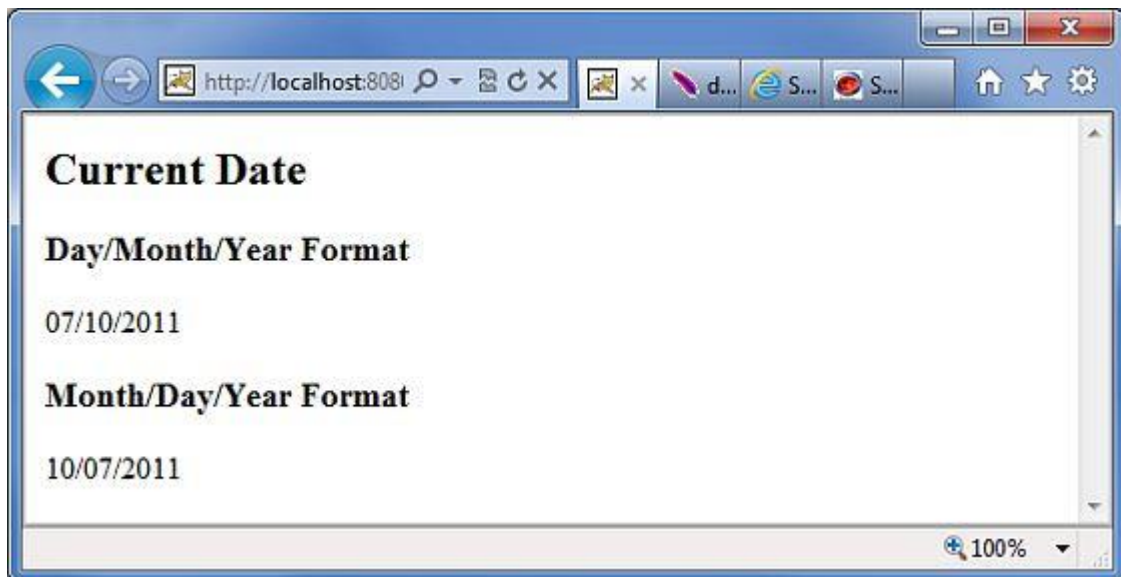 http://localhost:808
d...
S...
S...
Current Date
Day/Month/Year Format
07/10/2011
Month/Day/Year Format
10/07/2011
100%